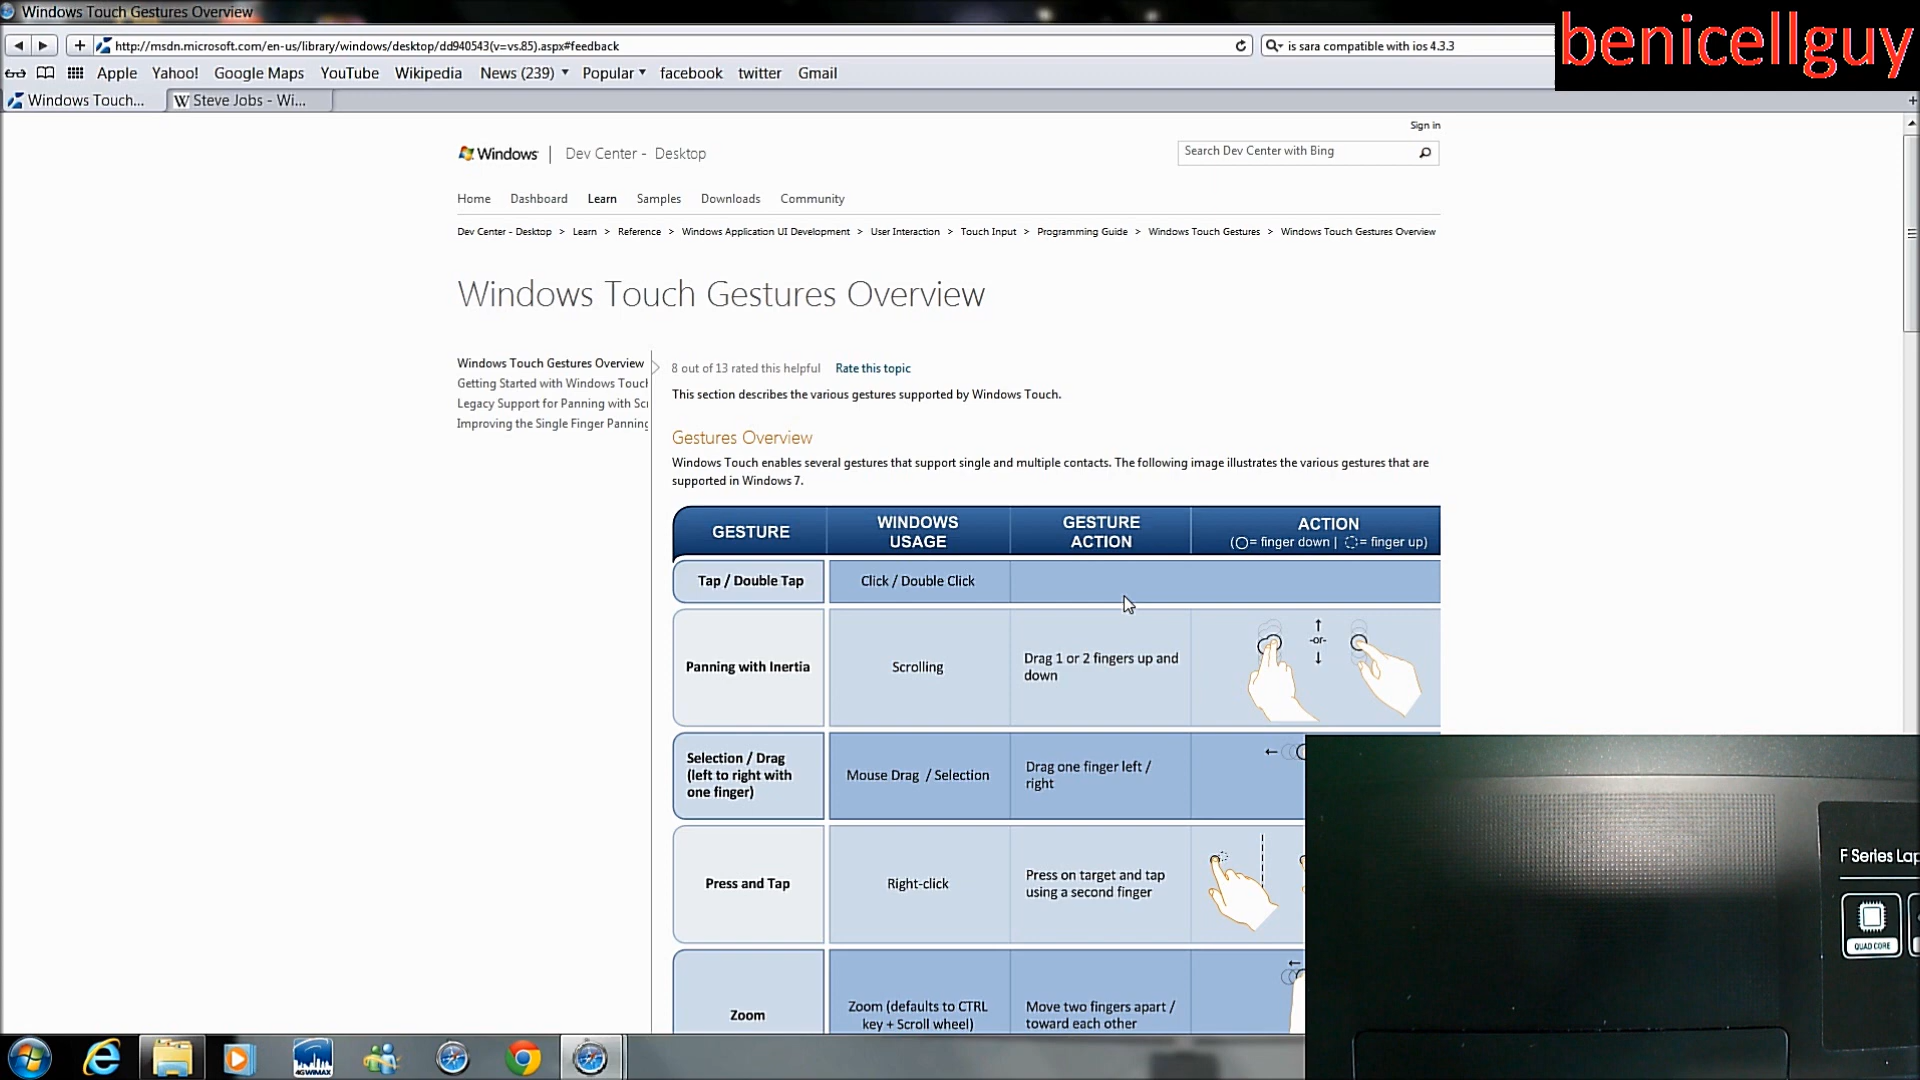 Windows Touch Gestures Overview
http://msdn.microsoft.com/en-us/library/windows/desktop/dd940543(v=vs.85).aspx#feedback
is sara compatible with ios 4.3.3
benicellguy
Apple Yahoo! Google Maps YouTube Wikipedia News (239) Popular facebook twitter Gmail
Windows Touch... Steve Jobs - Wi...
Sign in
Windows Dev Center - Desktop
Search Dev Center with Bing
Home Dashboard Learn Samples Downloads Community
Dev Center - Desktop > Learn > Reference > Windows Application UI Development > User Interaction > Touch Input > Programming Guide > Windows Touch Gestures > Windows Touch Gestures Overview
Windows Touch Gestures Overview
Windows Touch Gestures Overview
Getting Started with Windows Touch
Legacy Support for Panning with Scr
Improving the Single Finger Panning
8 out of 13 rated this helpful Rate this topic
This section describes the various gestures supported by Windows Touch.
Gestures Overview
Windows Touch enables several gestures that support single and multiple contacts. The following image illustrates the various gestures that are
supported in Windows 7.
GESTURE
WINDOWS
USAGE
GESTURE
ACTION
ACTION
(O= finger down | = finger up)
Tap / Double Tap
Click / Double Click
Panning with Inertia
Scrolling
Drag 1 or 2 fingers up and
down
-or-
Selection / Drag
(left to right with
one finger)
Mouse Drag / Selection
Drag one finger left /
right
Press and Tap
Right-click
Press on target and tap
using a second finger
Zoom
Zoom (defaults to CTRL
key + Scroll wheel)
Move two fingers apart /
toward each other
F Series Lap
QUAD CORE
4GWIMAX